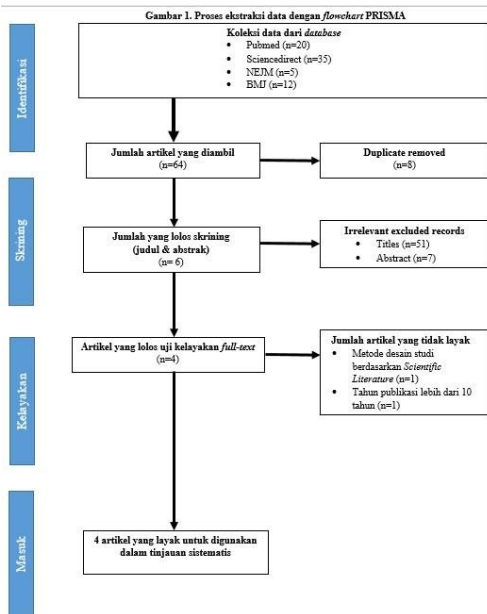 Gambar 1. Proses ekstraksi data dengan flowchart PRISMA
Identifikasi
Koleksi data dari database
• Pubmed (n=20)
• Sciencedirect (n=35)
• NEJM (n=5)
• BMJ (n=12)
Jumlah artikel yang diambil
(n=64)
Duplicate removed
(n=8)
Skrining
Jumlah yang lolos skrining
(judul & abstrak)
(n= 6)
Irrelevant excluded records
• Titles (n=51)
• Abstract (n=7)
Kelayakan
Artikel yang lolos uji kelayakan full-text
(n=4)
Jumlah artikel yang tidak layak
• Metode desain studi
berdasarkan Scientific
Literature (n=1)
• Tahun publikasi lebih dari 10
tahun (n=1)
Masuk
4 artikel yang layak untuk digunakan
dalam tinjauan sistematis